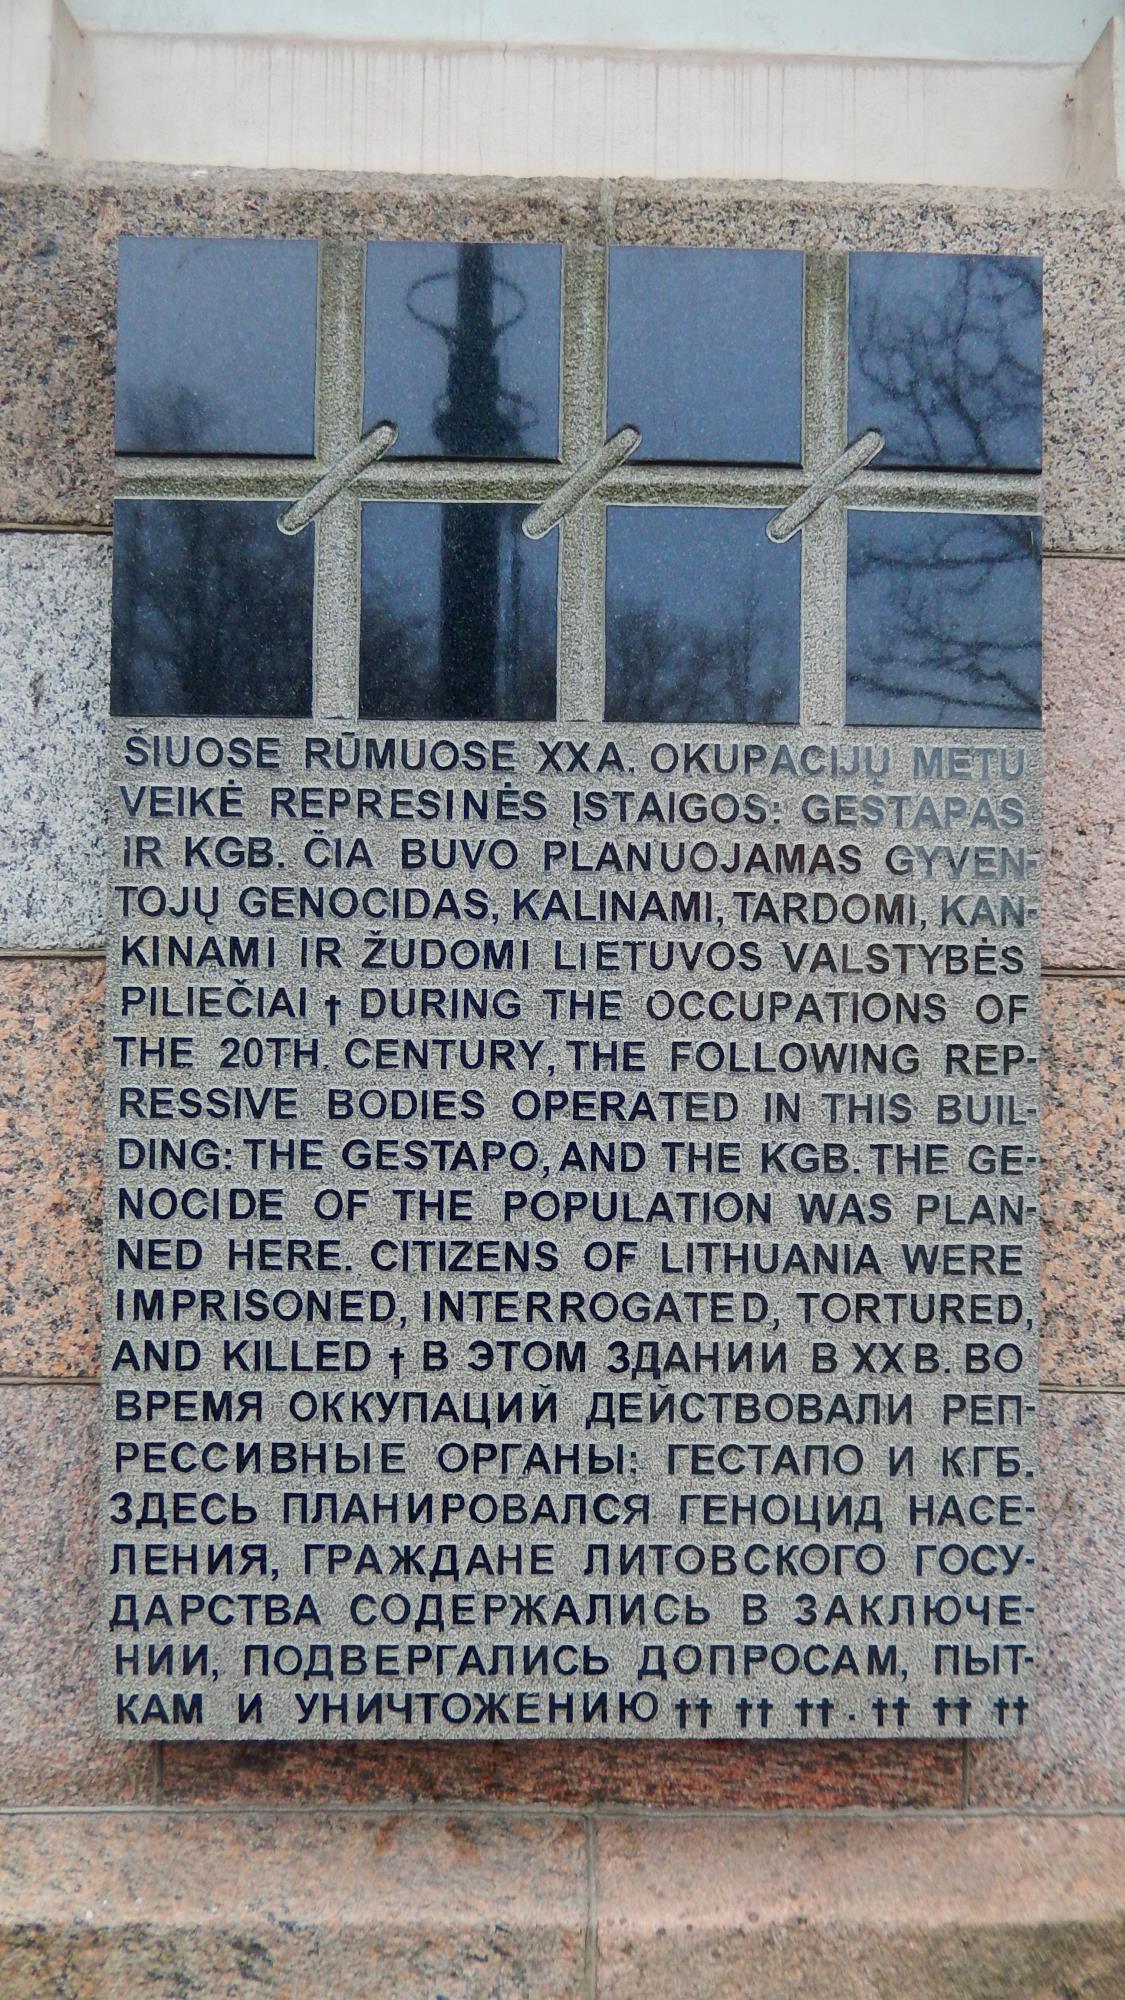 ŠIUOSE RŪMUOSE XXA. OKUPACIJŲ METU
VEIKĖ REPRESINĖS ĮSTAIGOS: GESTAPAS
IR KGB. ČIA BUVO PLANUOJAMAS GYVEN-
TOJŲ GENOCIDAS, KALINAMI, TARDOMI, KAN-
KINAMI IR ŽUDOMI LIETUVOS VALSTYBĖS
PILIEČIAI † DURING THE OCCUPATIONS OF
THE 20TH. CENTURY, THE FOLLOWING REP-
RESSIVE BODIES OPERATED IN THIS BUIL-
DING: THE GESTAPO, AND THE KGB. THE GE-
NOCIDE OF THE POPULATION WAS PLAN-
NED HERE. CITIZENS OF LITHUANIA WERE
IMPRISONED, INTERROGATED, TORTURED,
AND KILLED † В ЭТОМ ЗДАНИИ В XX В. ВО
ВРЕМЯ ОККУПАЦИЙ ДЕЙСТВОВАЛИ РЕП-
РЕССИВНЫЕ ОРГАНЫ: ГЕСТАПО И КГБ.
ЗДЕСЬ ПЛАНИРОВАЛСЯ ГЕНОЦИД НАСЕ-
ЛЕНИЯ, ГРАЖДАНЕ ЛИТОВСКОГО ГОСУ-
ДАРСТВА СОДЕРЖАЛИСЬ В ЗАКЛЮЧЕ-
НИИ, ПОДВЕРГАЛИСЬ ДОПРОСАМ, ПЫТ-
КАМ И УНИЧТОЖЕНИЮ †† †† †† · †† †† ††